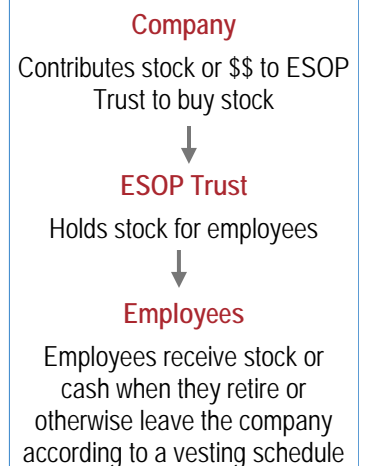 Company
Contributes stock or $$ to ESOP
Trust to buy stock
ESOP Trust
Holds stock for employees
Employees
Employees receive stock or
cash when they retire or
otherwise leave the company
according to a vesting schedule